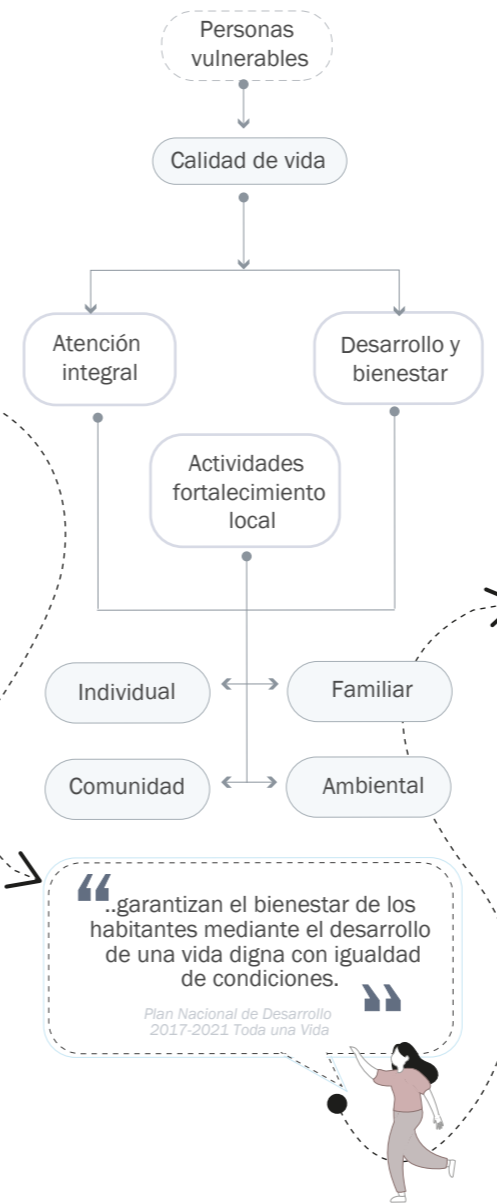 Personas
vulnerables
Calidad de vida
Atención
integral
Desarrollo y
bienestar
Actividades
fortalecimiento
local
Individual
Familiar
Comunidad
Ambiental
“..garantizan el bienestar de los
habitantes mediante el desarrollo
de una vida digna con igualdad
de condiciones. ”
Plan Nacional de Desarrollo
2017-2021 Toda una Vida